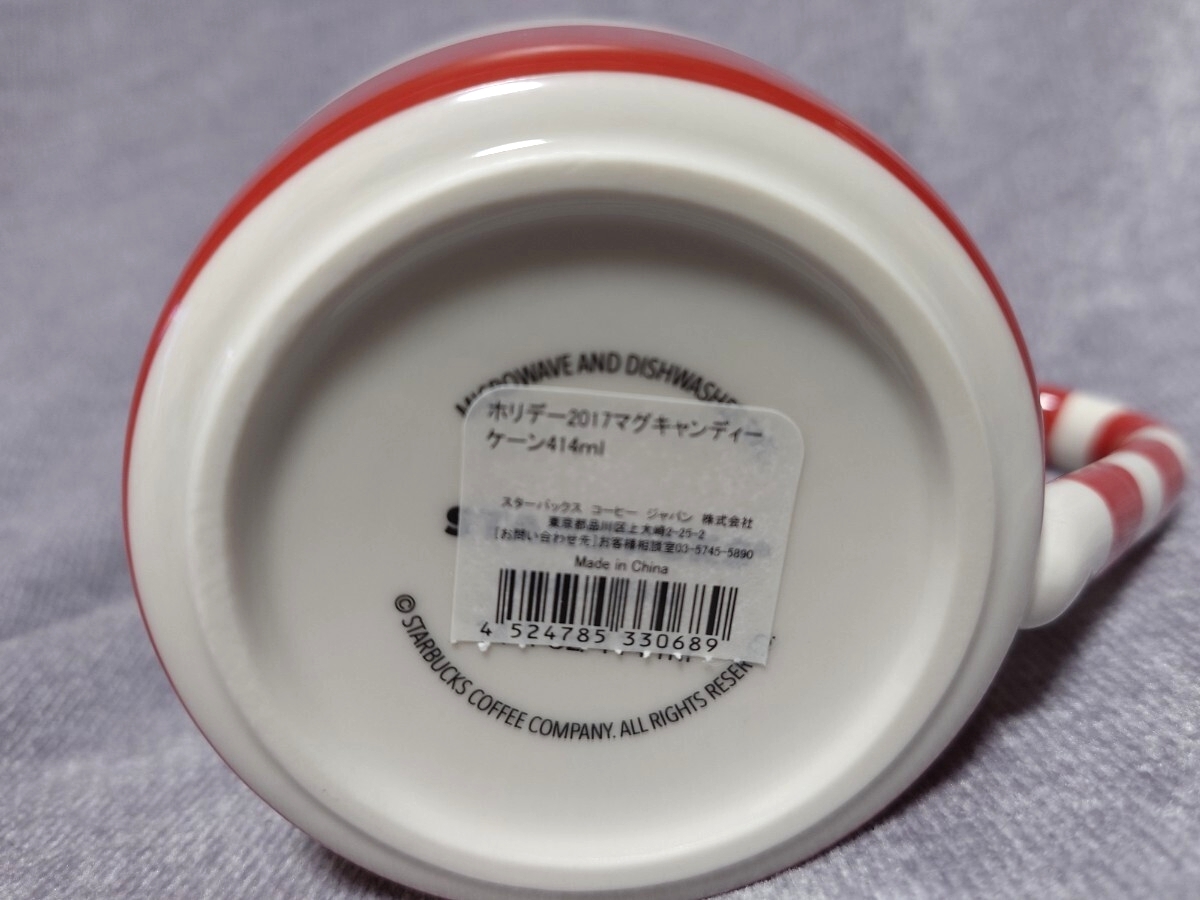 MICROWAVE AND DISHWASHE
ホリデー2017マグキャンディー
ケーン414ml
スターバックス コーヒー ジャパン 株式会社
東京都品川区上大崎2-25-2
[お問い合わせ先]お客様相談室03-5745-5890
Made in China
4 524785 330689
© STARBUCKS COFFEE COMPANY. ALL RIGHTS RESER